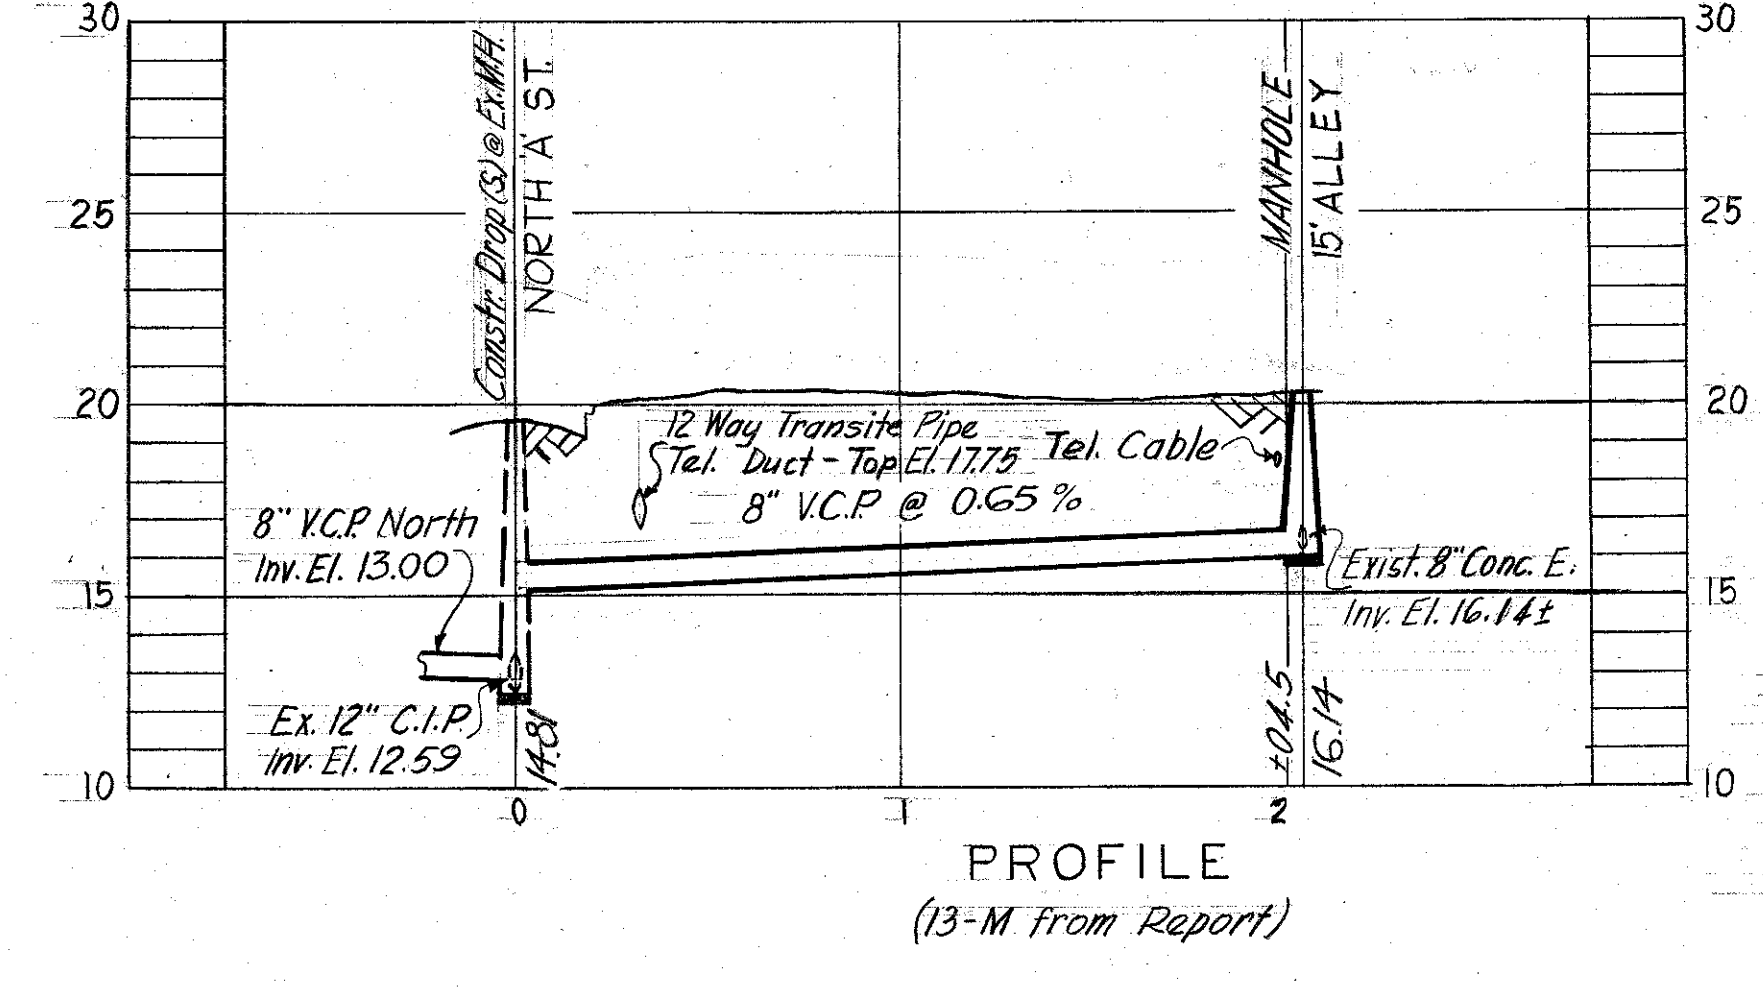 30
30
Constr. Drop (S) @ Ex. M.H.
NORTH 'A' ST.
MANHOLE
15' ALLEY
25
25
20
20
12 Way Transite Pipe
Tel. Duct - Top El. 17.75
Tel. Cable
8" V.C.P. @ 0.65 %
8" V.C.P. North
Inv. El. 13.00
Exist. 8" Conc. E.
Inv. El. 16.14±
15
15
Ex. 12" C.I.P.
Inv. El. 12.59
14.81
+04.5
16.14
10
10
0
1
2
PROFILE
(13-M from Report)